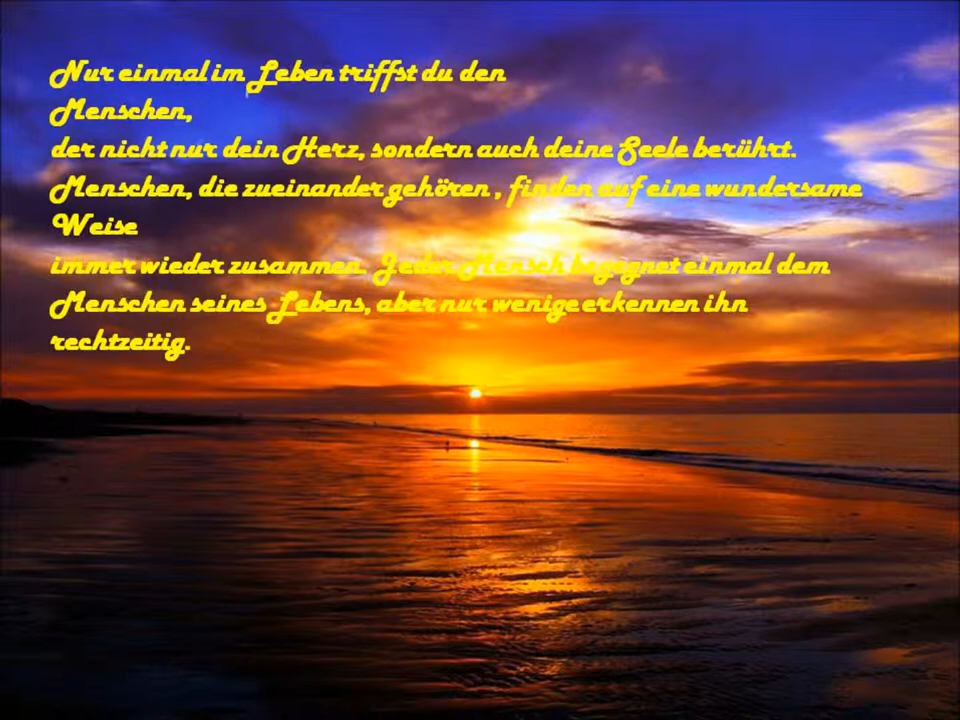 Nur einmal im Leben triffst du den
Menschen,
der nicht nur dein Herz, sondern auch deine Seele berührt.
Menschen, die zueinander gehören , finden auf eine wundersame
Weise
immer wieder zusammen. Jeder Mensch begegnet einmal dem
Menschen seines Lebens, aber nur wenige erkennen ihn
rechtzeitig.